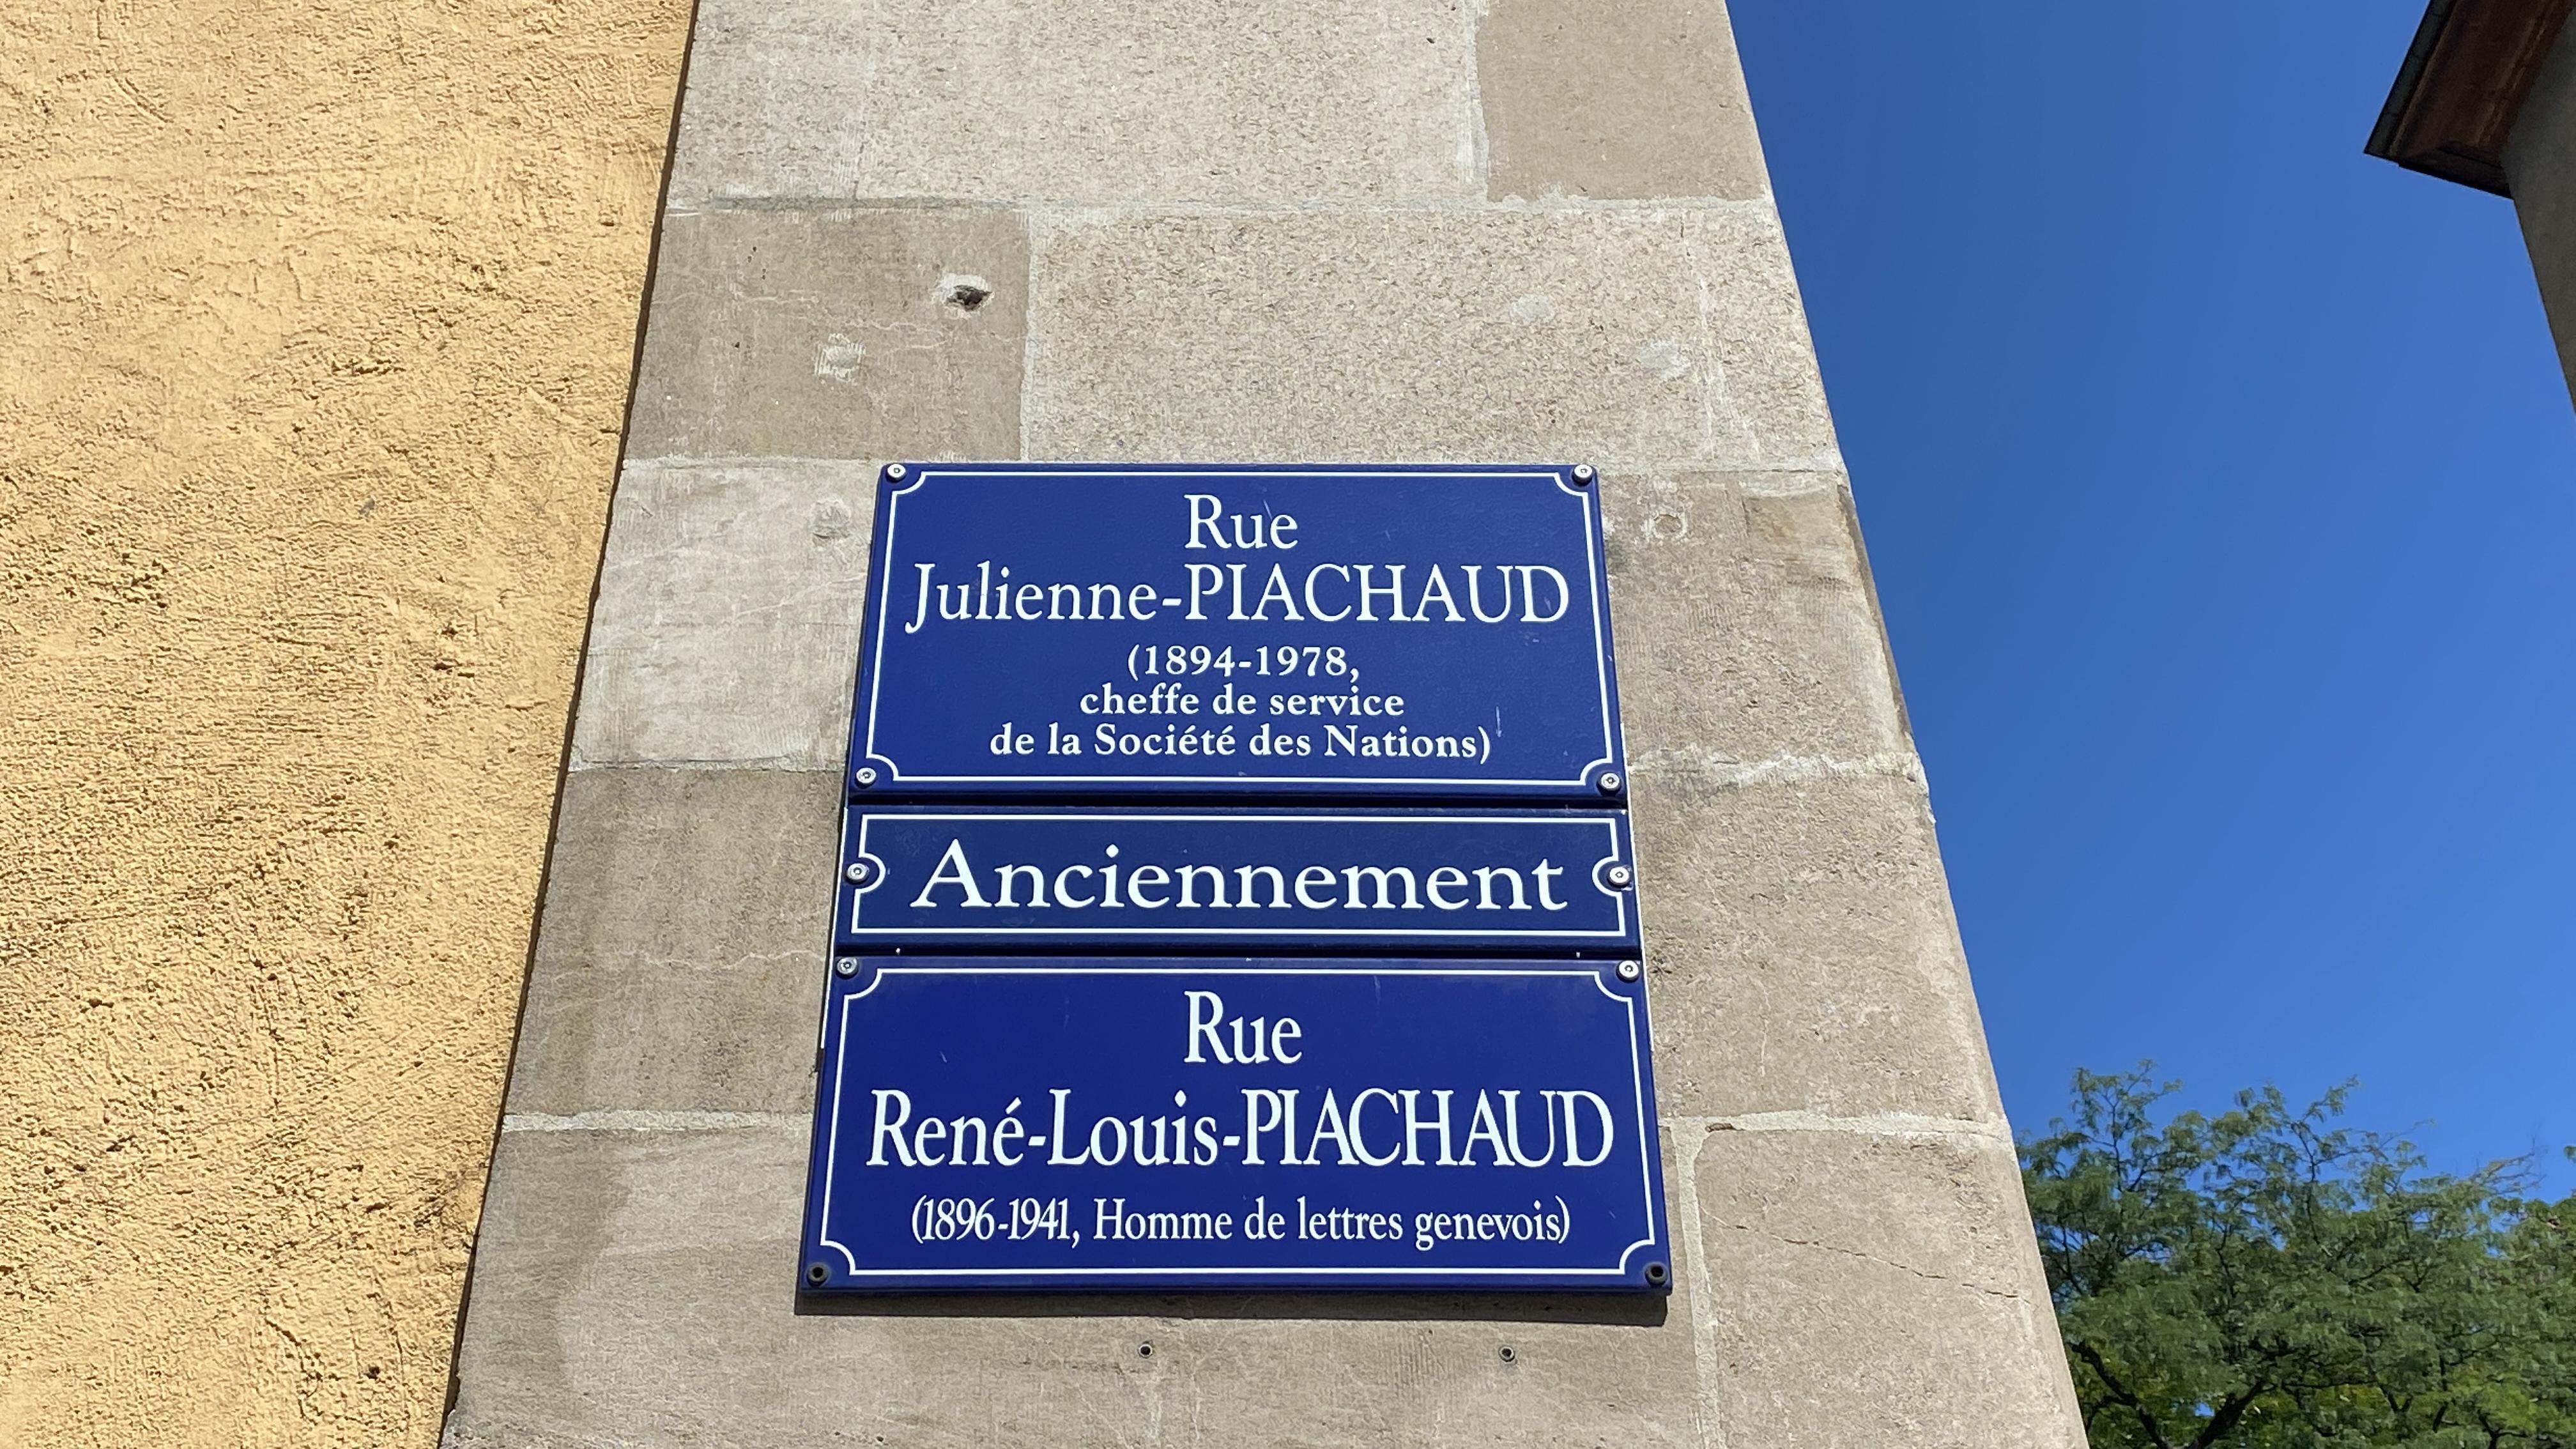 Rue
Julienne-PIACHAUD
(1894-1978,
cheffe de service
de la Société des Nations)
Anciennement
Rue
René-Louis-PIACHAUD
(1896-1941, Homme de lettres genevois)